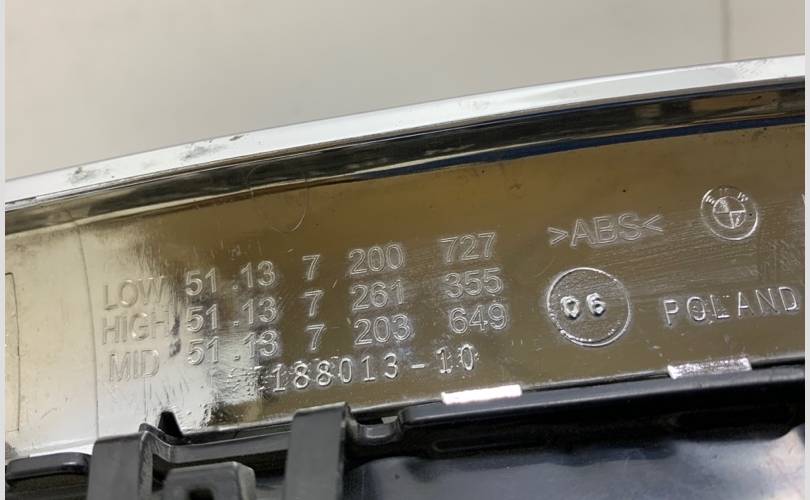 LOW 51.13 7 200 727 >ABS<
HIGH 51.13 7 261 355
MID 51.13 7 203 649
06
POLAND
188013-10